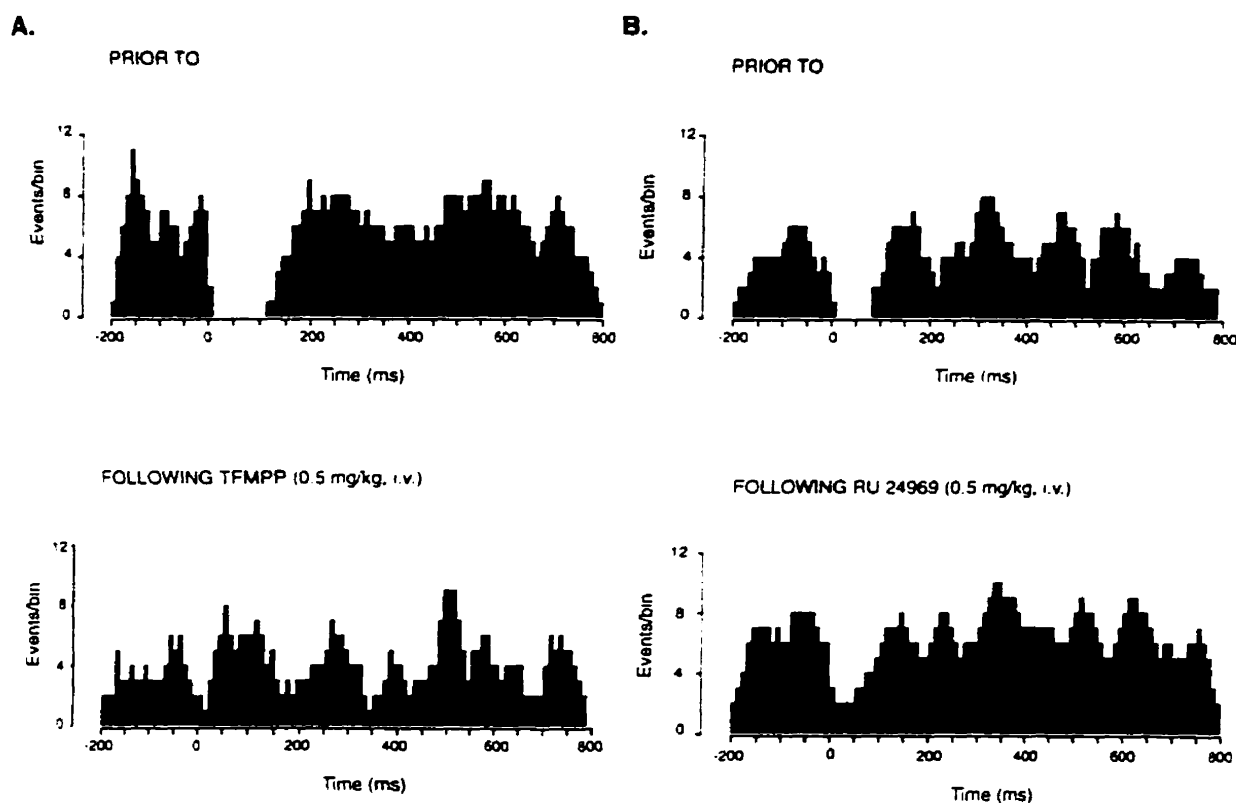 A.
PRIOR TO
12
8
4
0
Events/bin
-200 0 200 400 600 800
Time (ms)
FOLLOWING TFMPP (0.5 mg/kg, i.v.)
12
8
4
0
Events/bin
-200 0 200 400 600 800
Time (ms)
B.
PRIOR TO
12
8
4
0
Events/bin
-200 0 200 400 600 800
Time (ms)
FOLLOWING RU 24969 (0.5 mg/kg, i.v.)
12
8
4
0
Events/bin
-200 0 200 400 600 800
Time (ms)